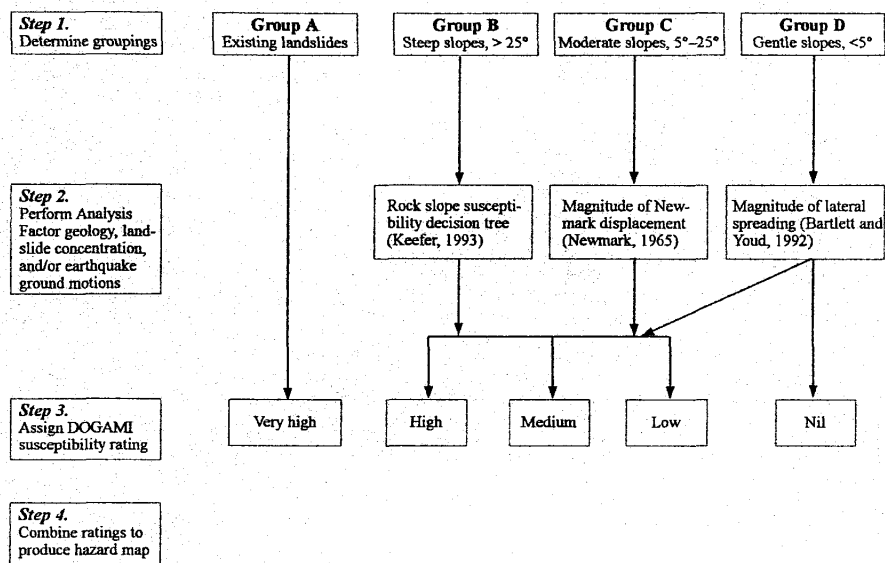 Step 1.
Determine groupings
Group A
Existing landslides
Group B
Steep slopes, > 25°
Group C
Moderate slopes, 5°–25°
Group D
Gentle slopes, <5°
Step 2.
Perform Analysis
Factor geology, land-
slide concentration,
and/or earthquake
ground motions
Rock slope suscepti-
bility decision tree
(Keefer, 1993)
Magnitude of New-
mark displacement
(Newmark, 1965)
Magnitude of lateral
spreading (Bartlett and
Youd, 1992)
Step 3.
Assign DOGAMI
susceptibility rating
Very high
High
Medium
Low
Nil
Step 4.
Combine ratings to
produce hazard map